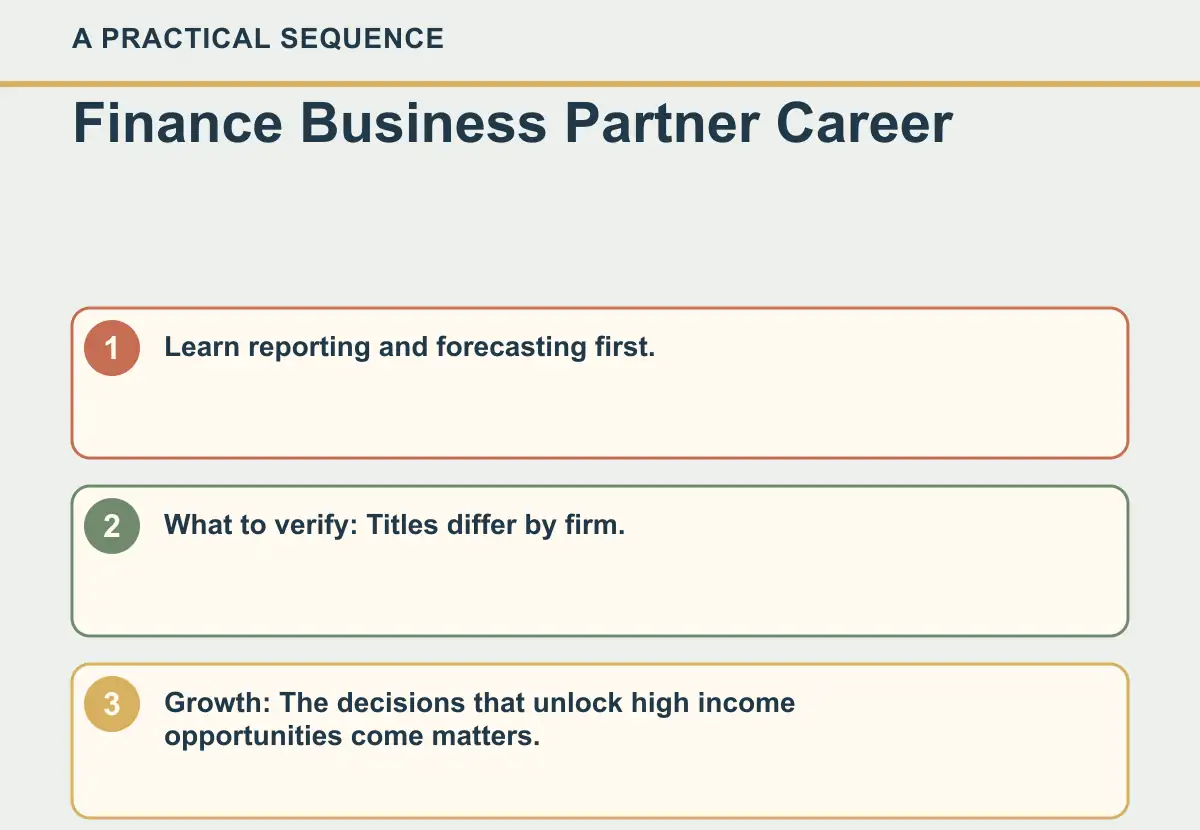 A PRACTICAL SEQUENCE
Finance Business Partner Career
1
Learn reporting and forecasting first.
2
What to verify: Titles differ by firm.
3
Growth: The decisions that unlock high income
opportunities come matters.